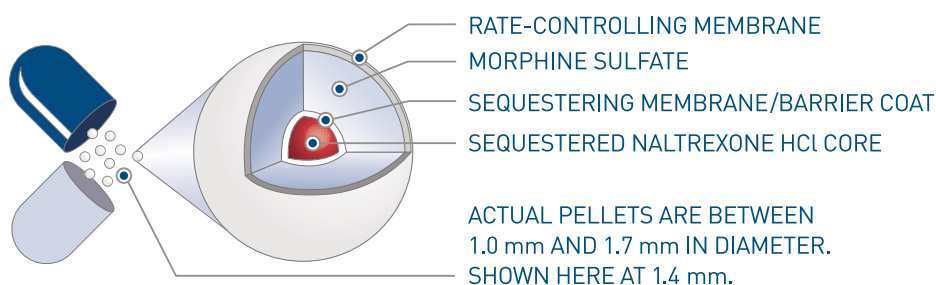 RATE-CONTROLLING MEMBRANE
MORPHINE SULFATE
SEQUESTERING MEMBRANE/BARRIER COAT
SEQUESTERED NALTREXONE HCl CORE
ACTUAL PELLETS ARE BETWEEN
1.0 mm AND 1.7 mm IN DIAMETER.
SHOWN HERE AT 1.4 mm.